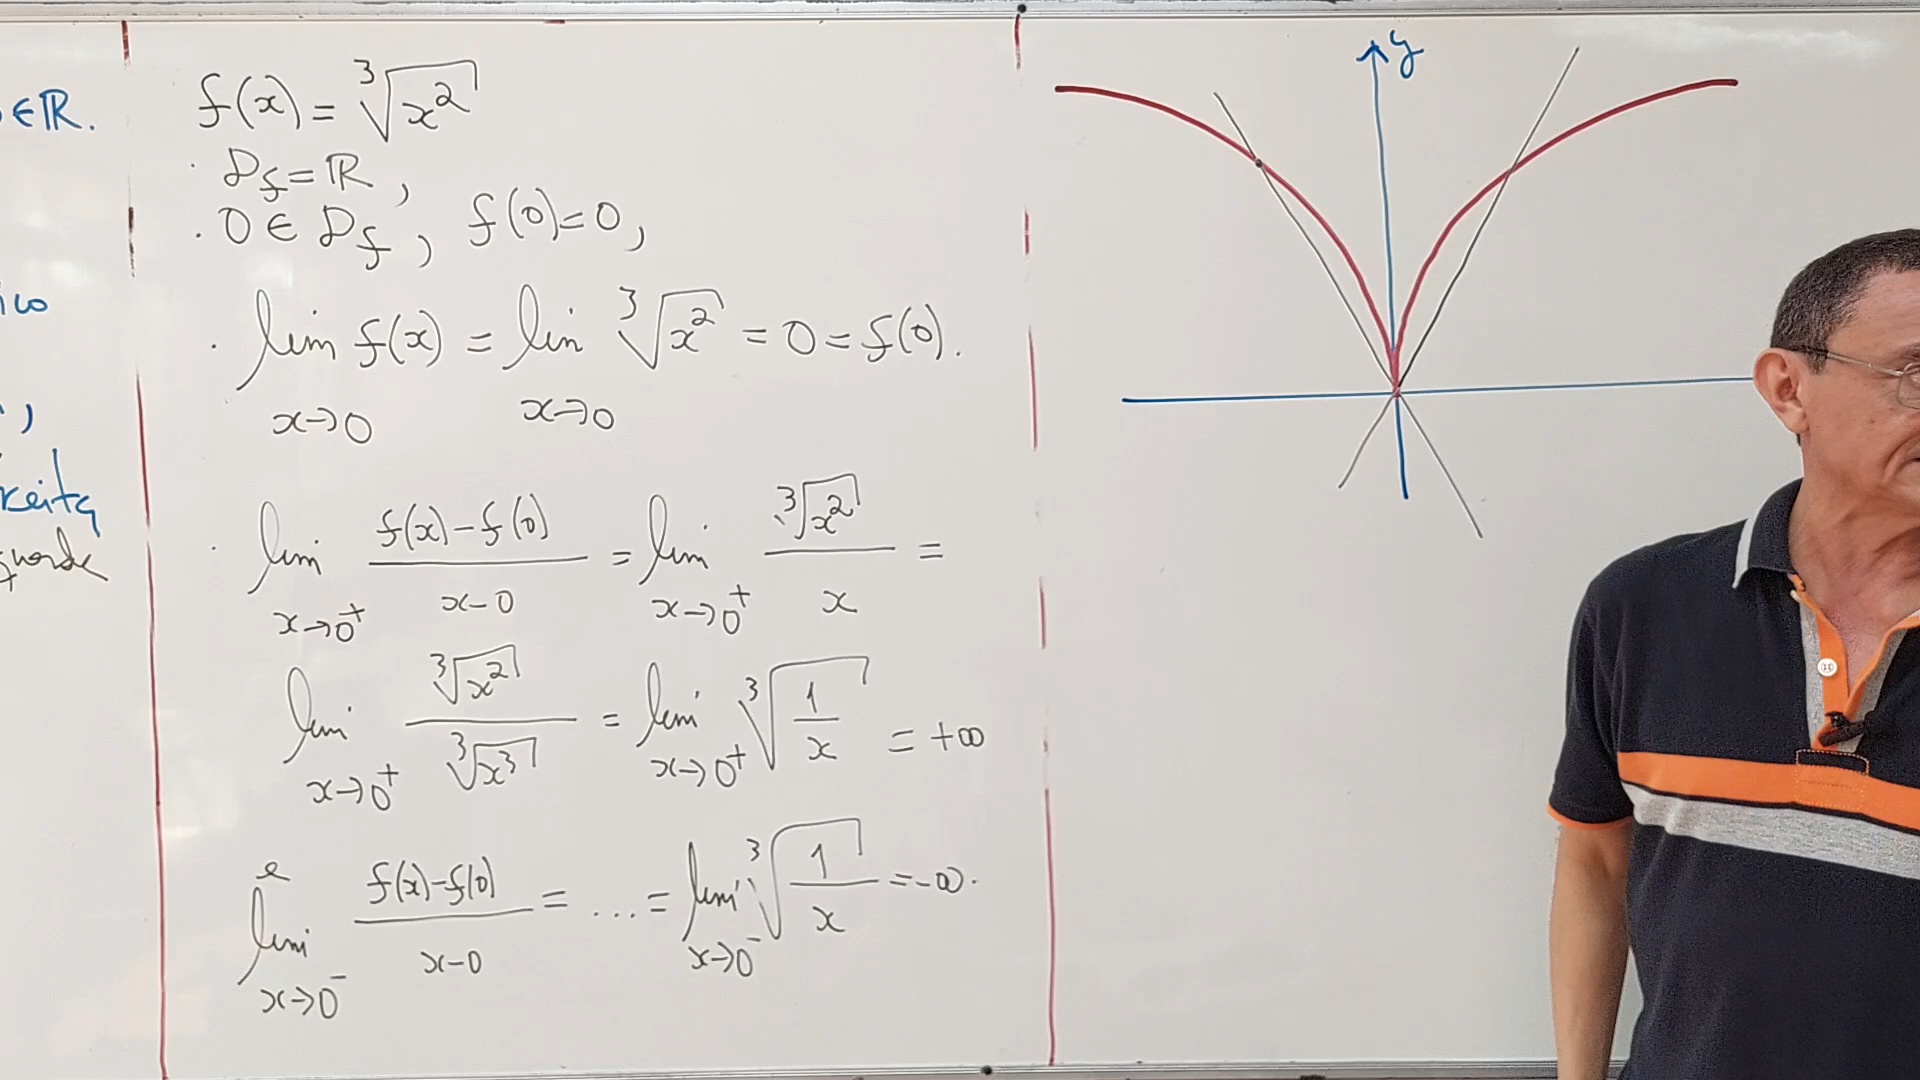 ∈ℝ.
f(x) = ∛x²
· D_f = ℝ,
· 0 ∈ D_f, f(0)=0,
· lim_{x→0} f(x) = lim_{x→0} ∛x² = 0 = f(0).
· lim_{x→0⁺} (f(x)-f(0))/(x-0) = lim_{x→0⁺} ∛x²/x =
lim_{x→0⁺} ∛x²/∛x³ = lim_{x→0⁺} ∛(1/x) = +∞
e
lim_{x→0⁻} (f(x)-f(0))/(x-0) = ... = lim_{x→0⁻} ∛(1/x) = -∞.
y